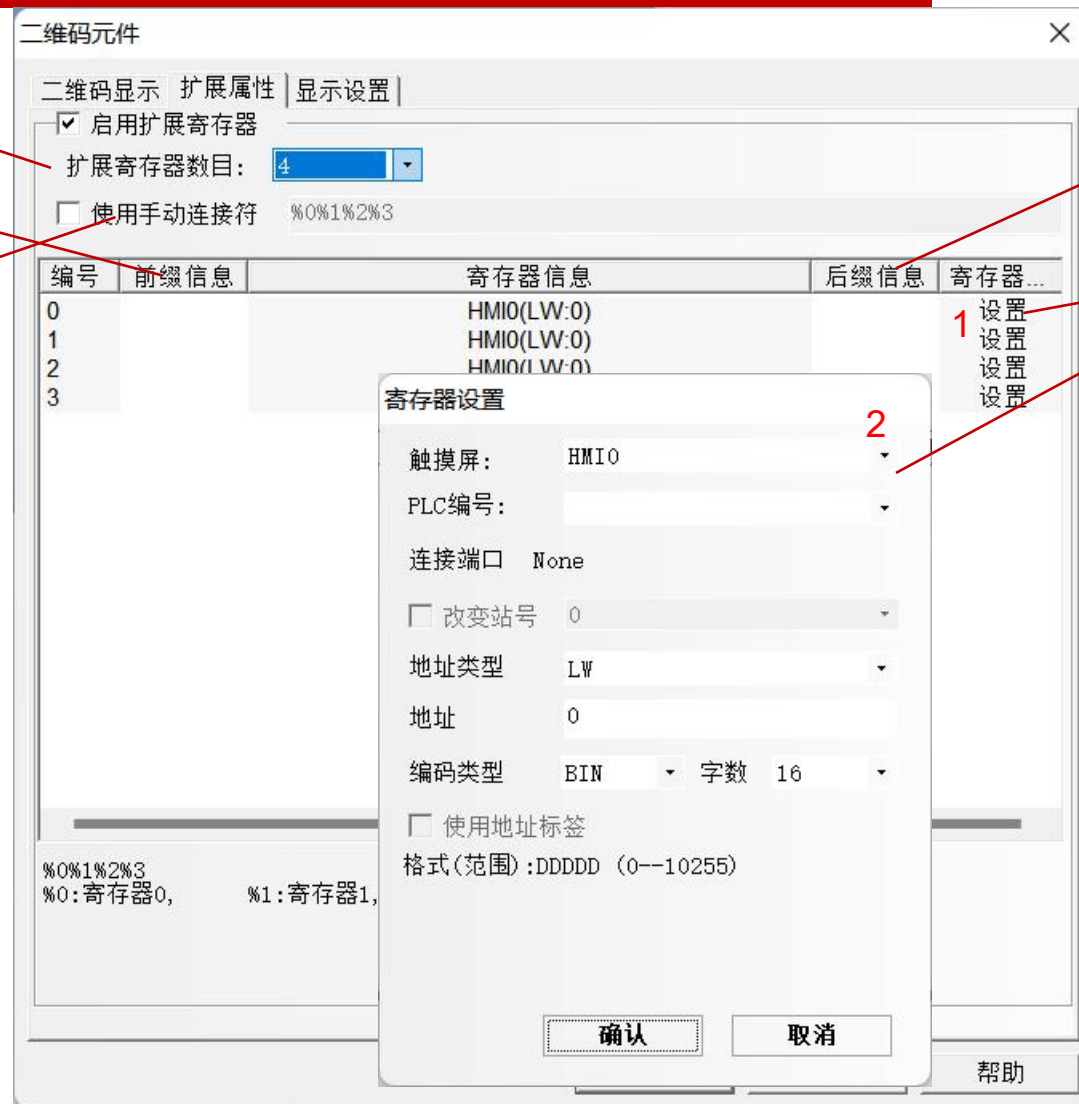 二维码元件
二维码显示 扩展属性 显示设置
启用扩展寄存器
扩展寄存器数目: 4
使用手动连接符 %0%1%2%3
编号 前缀信息 寄存器信息 后缀信息 寄存器...
0 HMI0(LW:0) 设置
1 HMI0(LW:0) 1 设置
2 HMI0(LW:0) 设置
3 设置
寄存器设置
2
触摸屏: HMI0
PLC编号:
连接端口 None
改变站号 0
地址类型 LW
地址 0
编码类型 BIN 字数 16
使用地址标签
格式(范围):DDDDD (0--10255)
%0%1%2%3
%0:寄存器0, %1:寄存器1,
确认 取消
帮助